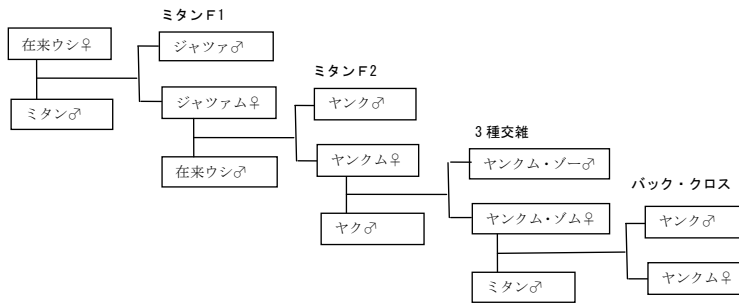 ミタンF1
在来ウシ♀
ジャツァ♂
ミタン♂
ジャツァム♀
ミタンF2
在来ウシ♂
ヤンク♂
ヤンクム♀
3種交雑
ヤク♂
ヤンクム・ゾー♂
ヤンクム・ゾム♀
バック・クロス
ミタン♂
ヤンク♂
ヤンクム♀